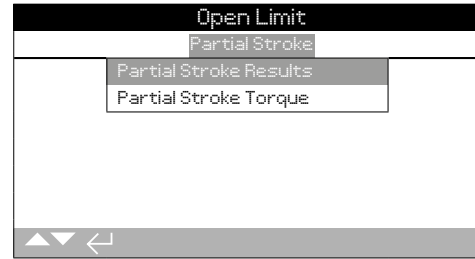 Open Limit
Partial Stroke
Partial Stroke Results
Partial Stroke Torque